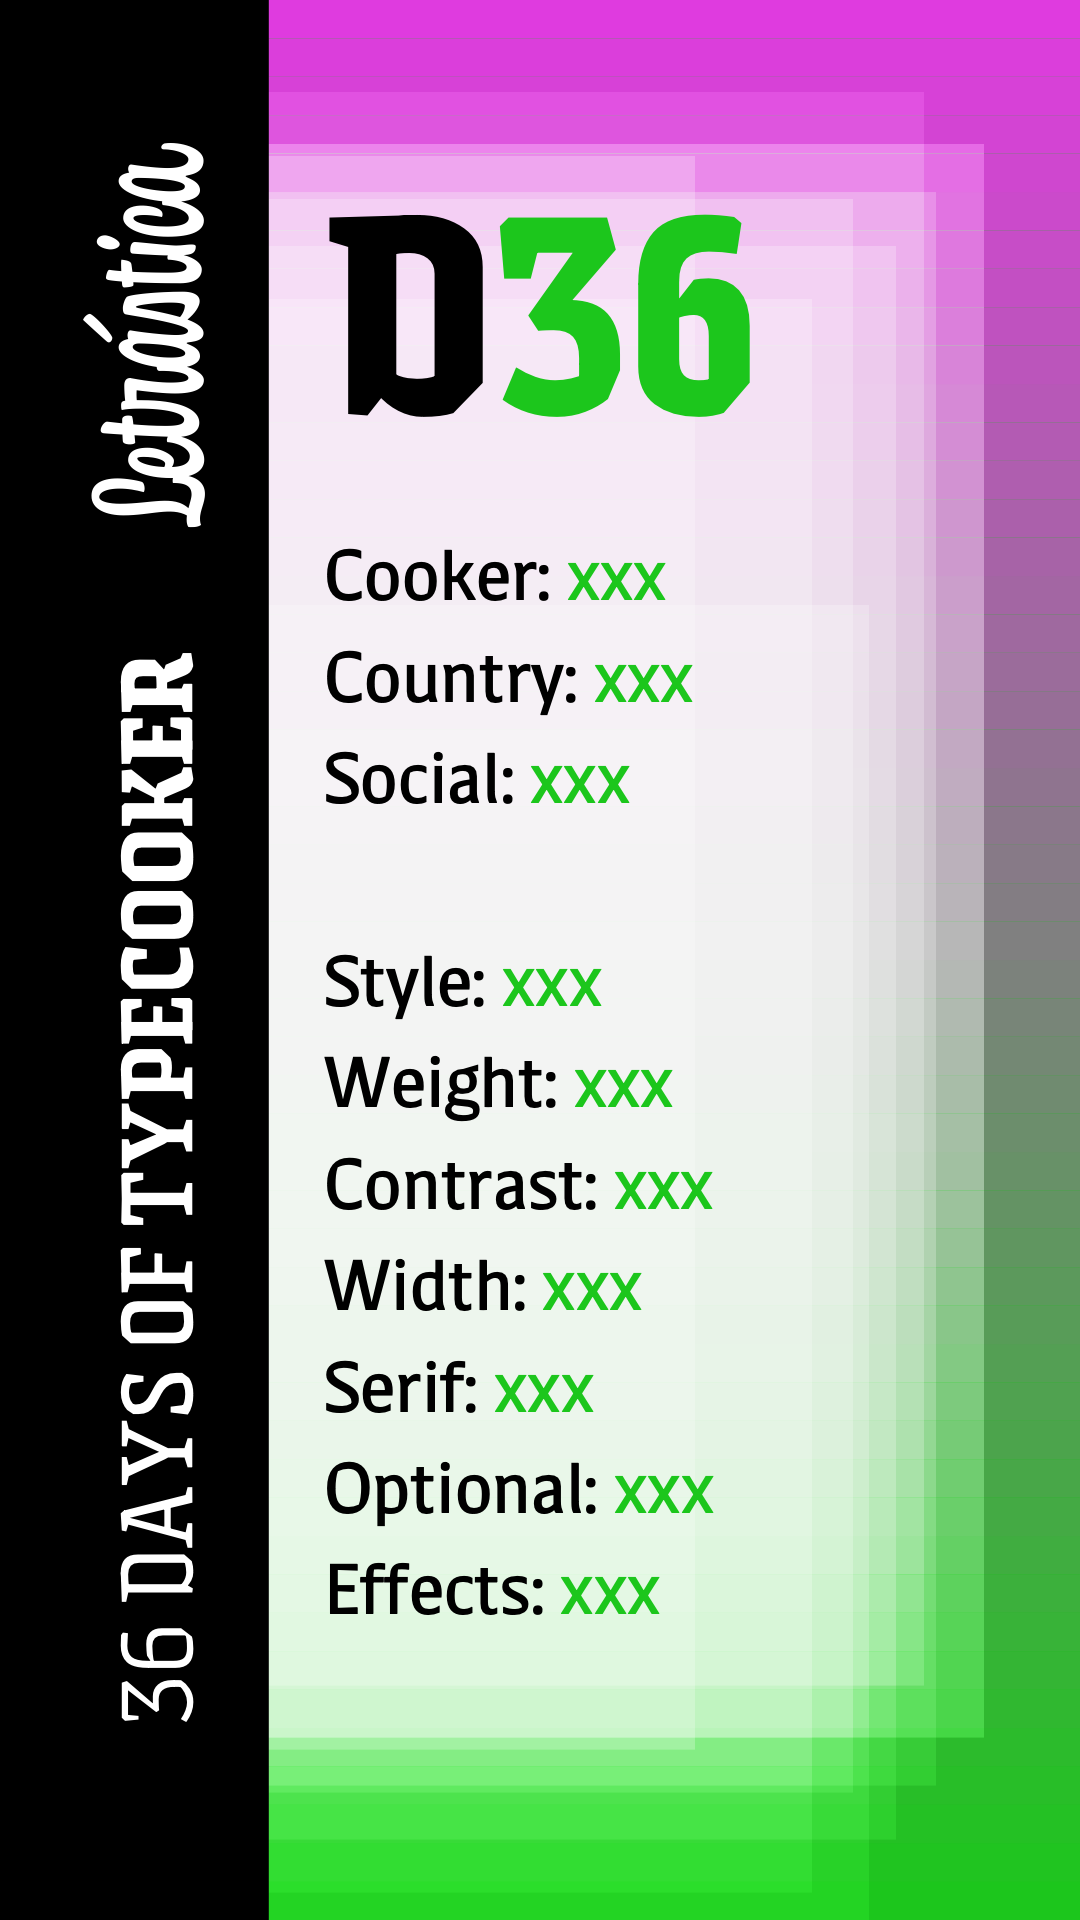 Letrástica
36 DAYS OF TYPECOOKER
D36
Cooker: xxx
Country: xxx
Social: xxx
Style: xxx
Weight: xxx
Contrast: xxx
Width: xxx
Serif: xxx
Optional: xxx
Effects: xxx